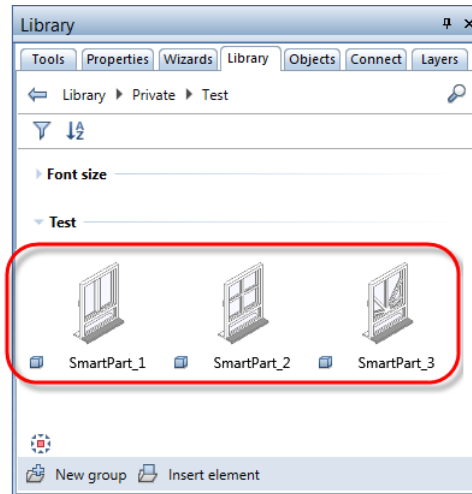 Library
Tools Properties Wizards Library Objects Connect Layers
Library Private Test
A
Z
Font size
Test
SmartPart_1 SmartPart_2 SmartPart_3
New group Insert element